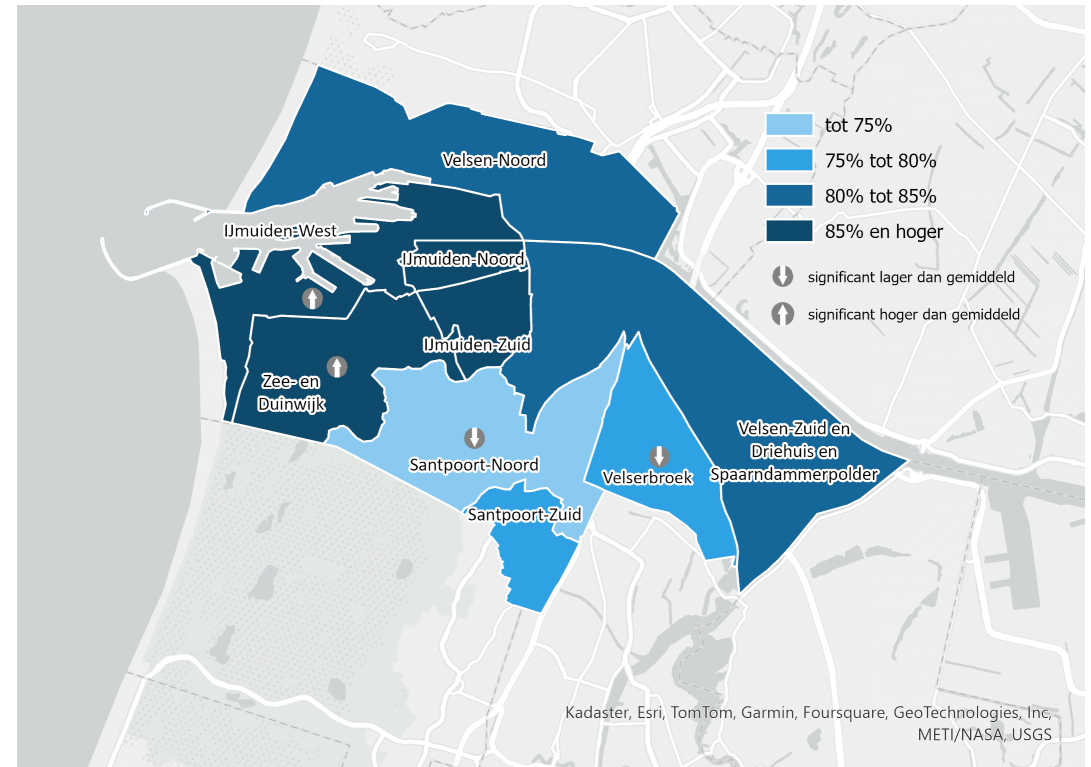 Velsen-Noord
IJmuiden-West
IJmuiden-Noord
IJmuiden-Zuid
Zee- en
Duinwijk
Santpoort-Noord
Santpoort-Zuid
Velserbroek
Velsen-Zuid en
Driehuis en
Spaarndammerpolder
tot 75%
75% tot 80%
80% tot 85%
85% en hoger
significant lager dan gemiddeld
significant hoger dan gemiddeld
Kadaster, Esri, TomTom, Garmin, Foursquare, GeoTechnologies, Inc,
METI/NASA, USGS